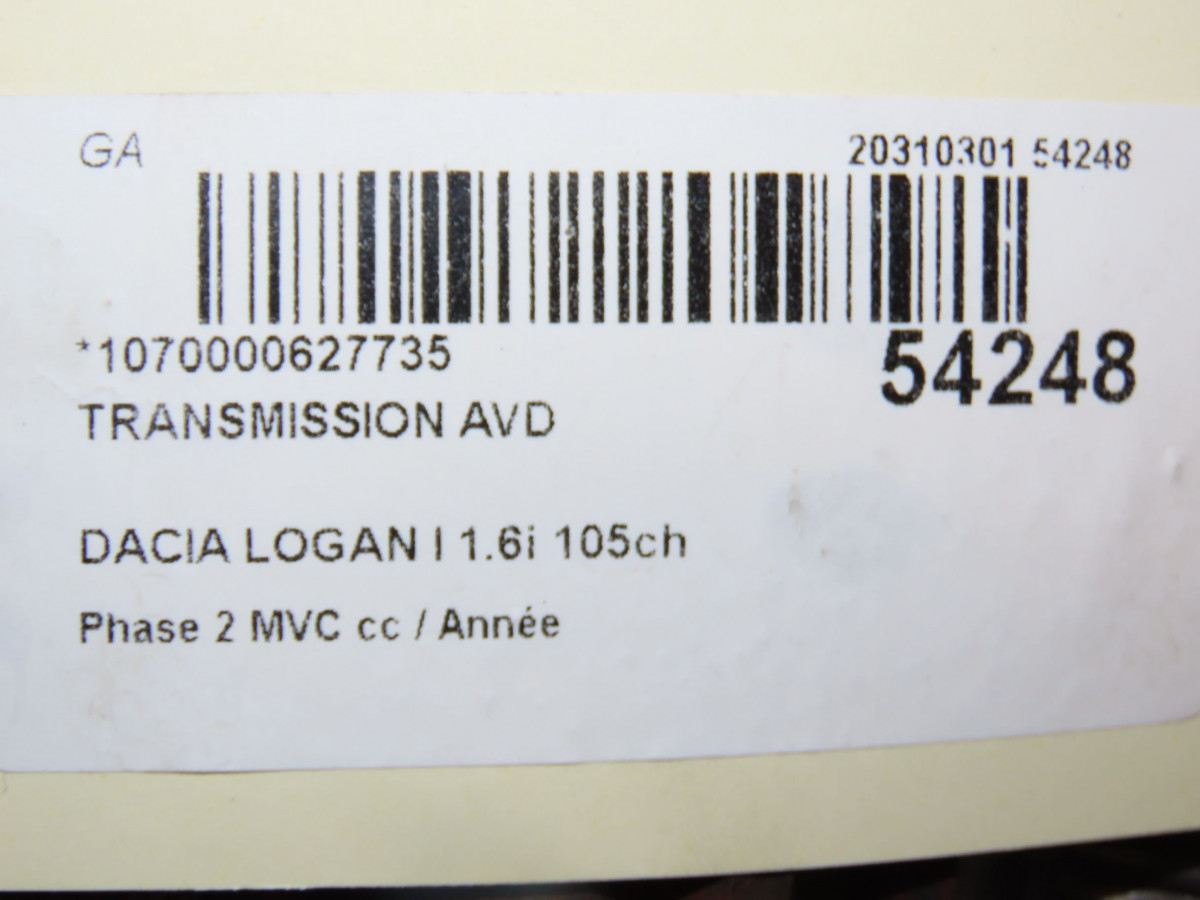 GA
20310301 54248
*1070000627735
54248
TRANSMISSION AVD
DACIA LOGAN I 1.6i 105ch
Phase 2 MVC cc / Année